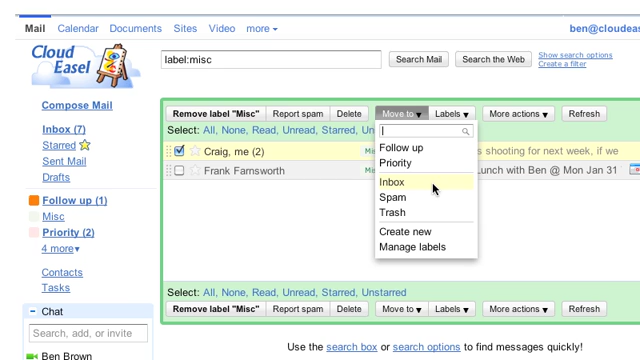 Mail Calendar Documents Sites Video more ben@cloudeas
Cloud Easel
label:misc Search Mail Search the Web Show search options
Create a filter
Compose Mail
Inbox (7)
Starred
Sent Mail
Drafts
Follow up (1)
Misc
Priority (2)
4 more
Contacts
Tasks
Chat
Search, add, or invite
Ben Brown
Remove label "Misc" Report spam Delete Move to Labels More actions Refresh
Select: All, None, Read, Unread, Starred, Un
Craig, me (2) Mis s shooting for next week, if we
Frank Farnsworth Mis Lunch with Ben @ Mon Jan 31
Follow up
Priority
Inbox
Spam
Trash
Create new
Manage labels
Select: All, None, Read, Unread, Starred, Unstarred
Remove label "Misc" Report spam Delete Move to Labels More actions Refresh
Use the search box or search options to find messages quickly!